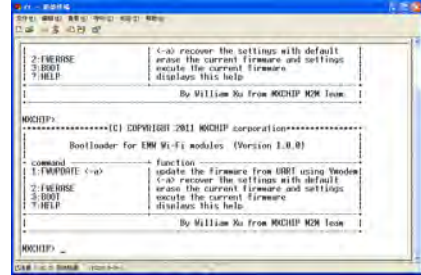 <-a> recover the settings with default
2:FWERASE erase the current firmware and settings
3:BOOT excute the current firmware
?:HELP displays this help
By William Xu from MXCHIP M2M Team
MXCHIP>
(C) COPYRIGHT 2011 MXCHIP corporation
Bootloader for EMW Wi-Fi modules (Version 1.0.0)
command function
1:FWUPDATE <-a> update the firmware from UART using Ymodem
<-a> recover the settings with default
2:FWERASE erase the current firmware and settings
3:BOOT excute the current firmware
?:HELP displays this help
By William Xu from MXCHIP M2M Team
MXCHIP> _